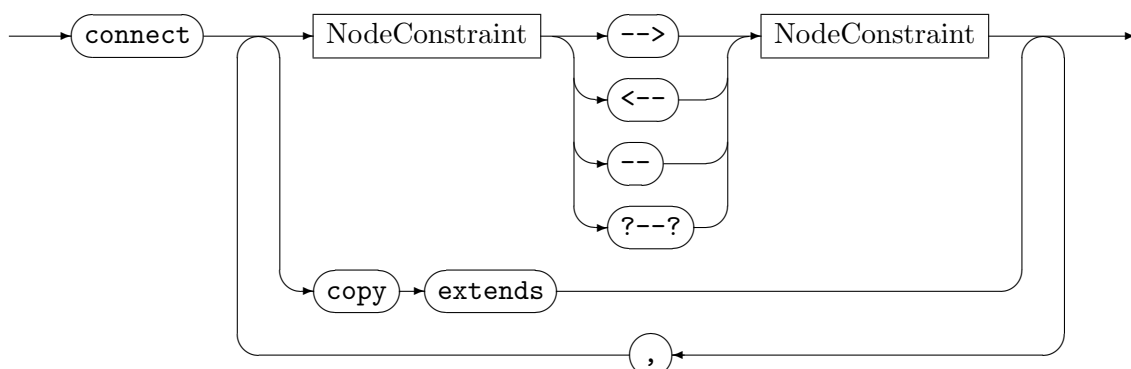 connect NodeConstraint --> NodeConstraint
<--
--
?--?
copy extends
,